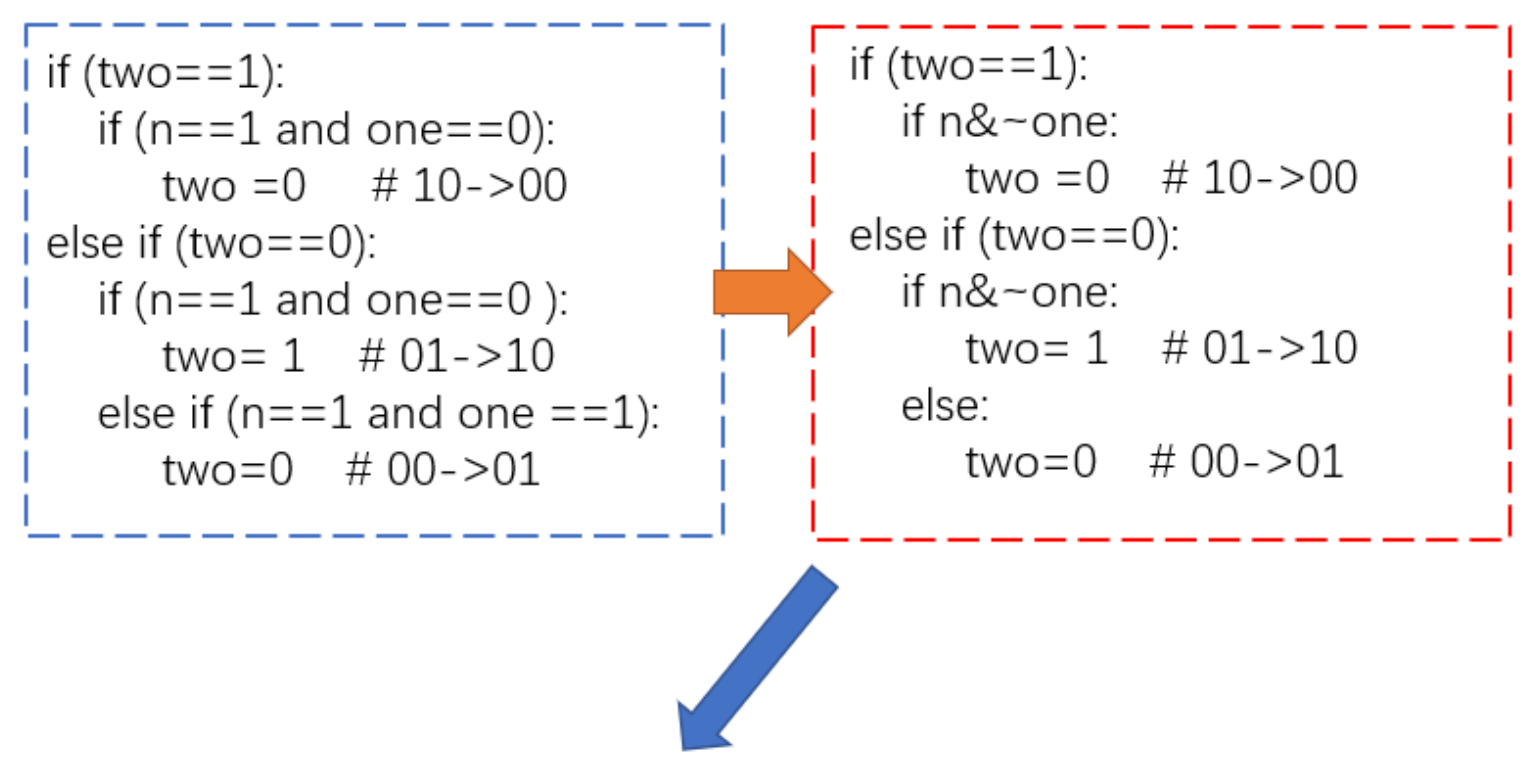 if (two==1):
if (n==1 and one==0):
two =0 # 10->00
else if (two==0):
if (n==1 and one==0 ):
two= 1 # 01->10
else if (n==1 and one ==1):
two=0 # 00->01
if (two==1):
if n&~one:
two =0 # 10->00
else if (two==0):
if n&~one:
two= 1 # 01->10
else:
two=0 # 00->01